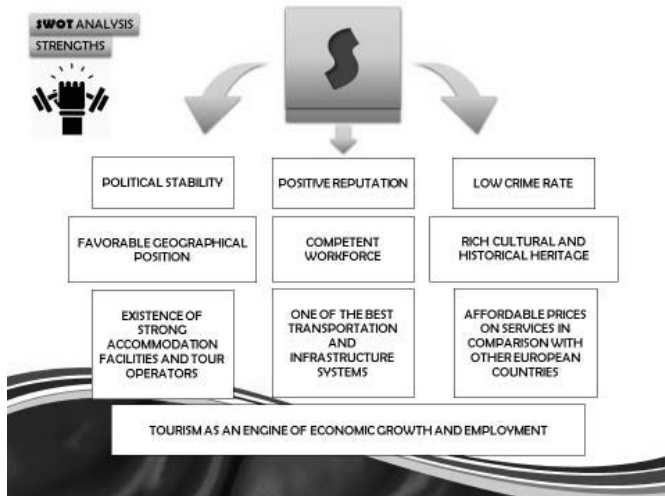 SWOT ANALYSIS
STRENGTHS
S
POLITICAL STABILITY
POSITIVE REPUTATION
LOW CRIME RATE
FAVORABLE GEOGRAPHICAL
POSITION
COMPETENT
WORKFORCE
RICH CULTURAL AND
HISTORICAL HERITAGE
EXISTENCE OF
STRONG
ACCOMMODATION
FACILITIES AND TOUR
OPERATORS
ONE OF THE BEST
TRANSPORTATION
AND
INFRASTRUCTURE
SYSTEMS
AFFORDABLE PRICES
ON SERVICES IN
COMPARISON WITH
OTHER EUROPEAN
COUNTRIES
TOURISM AS AN ENGINE OF ECONOMIC GROWTH AND EMPLOYMENT